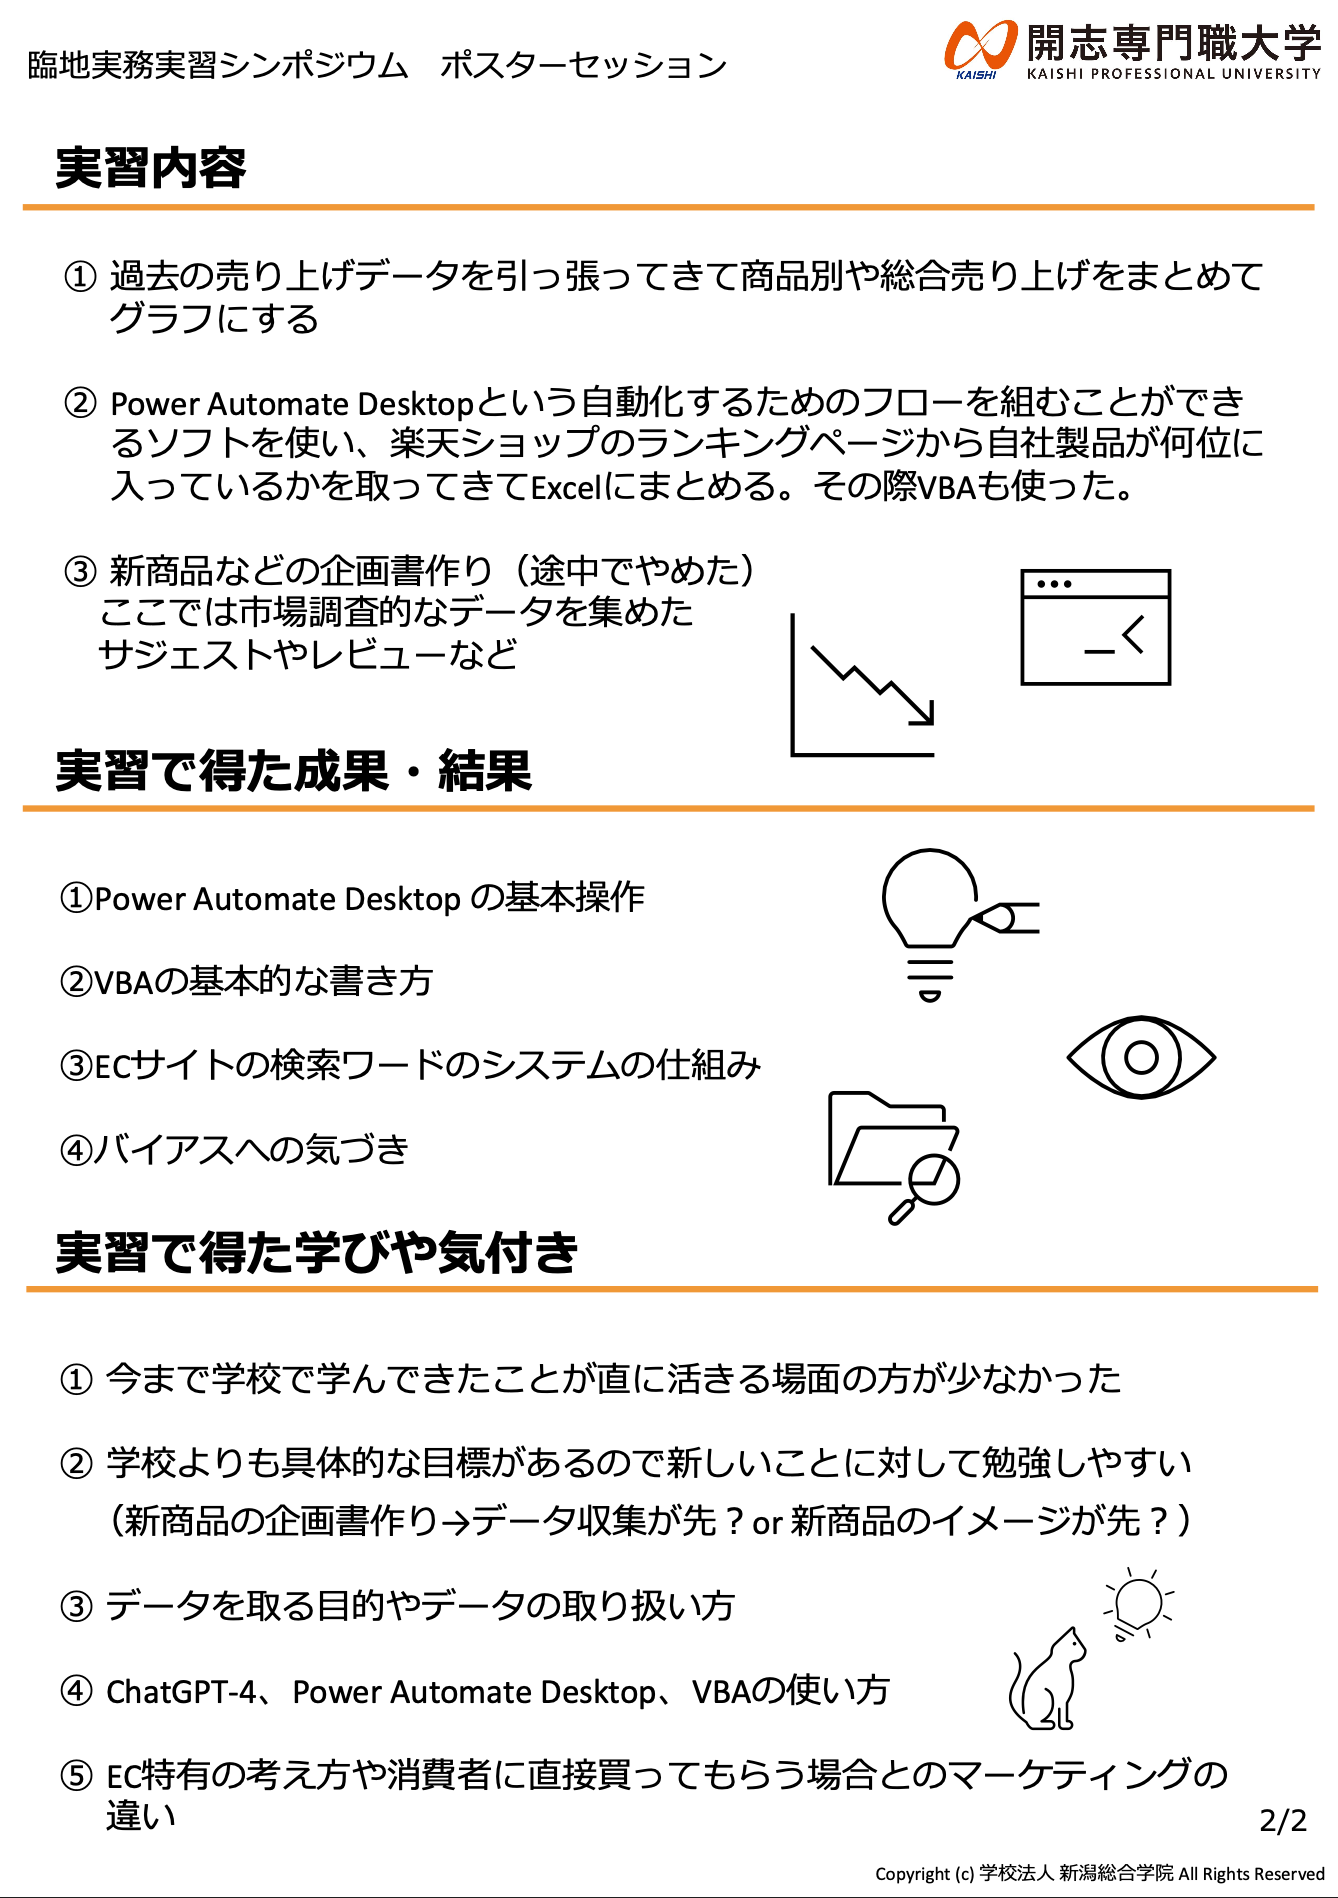 臨地実務実習シンポジウム　ポスターセッション
KAISHI
開志専門職大学
KAISHI PROFESSIONAL UNIVERSITY
実習内容
① 過去の売り上げデータを引っ張ってきて商品別や総合売り上げをまとめて
グラフにする
② Power Automate Desktopという自動化するためのフローを組むことができ
るソフトを使い、楽天ショップのランキングページから自社製品が何位に
入っているかを取ってきてExcelにまとめる。その際VBAも使った。
③ 新商品などの企画書作り（途中でやめた）
ここでは市場調査的なデータを集めた
サジェストやレビューなど
実習で得た成果・結果
①Power Automate Desktop の基本操作
②VBAの基本的な書き方
③ECサイトの検索ワードのシステムの仕組み
④バイアスへの気づき
実習で得た学びや気付き
① 今まで学校で学んできたことが直に活きる場面の方が少なかった
② 学校よりも具体的な目標があるので新しいことに対して勉強しやすい
（新商品の企画書作り→データ収集が先？or 新商品のイメージが先？）
③ データを取る目的やデータの取り扱い方
④ ChatGPT-4、Power Automate Desktop、VBAの使い方
⑤ EC特有の考え方や消費者に直接買ってもらう場合とのマーケティングの
違い
2/2
Copyright (c) 学校法人 新潟総合学院 All Rights Reserved